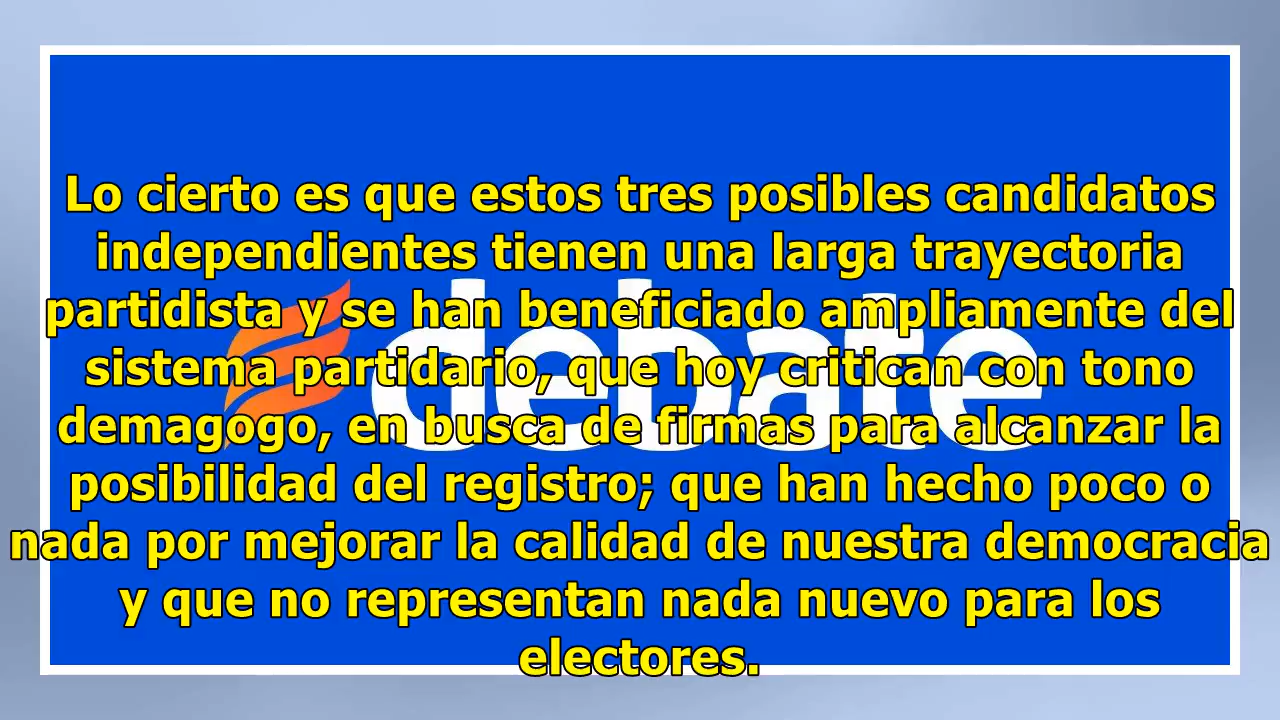 Lo cierto es que estos tres posibles candidatos
independientes tienen una larga trayectoria
partidista y se han beneficiado ampliamente del
sistema partidario, que hoy critican con tono
demagogo, en busca de firmas para alcanzar la
posibilidad del registro; que han hecho poco o
nada por mejorar la calidad de nuestra democracia
y que no representan nada nuevo para los
electores.
debate